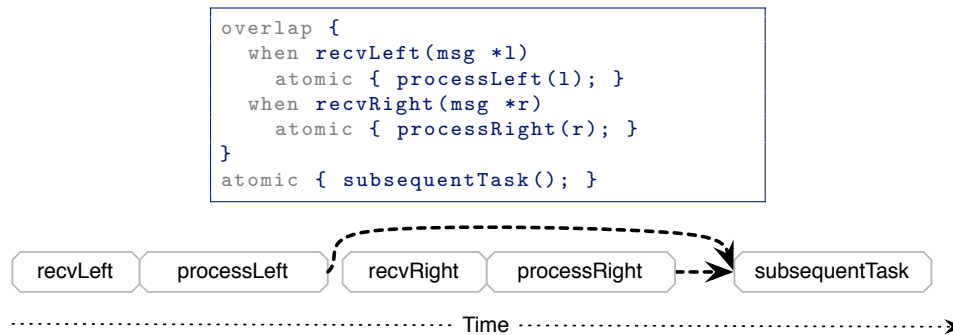 overlap {
  when recvLeft(msg *l)
    atomic { processLeft(l); }
  when recvRight(msg *r)
    atomic { processRight(r); }
}
atomic { subsequentTask(); }
recvLeft processLeft recvRight processRight subsequentTask
Time